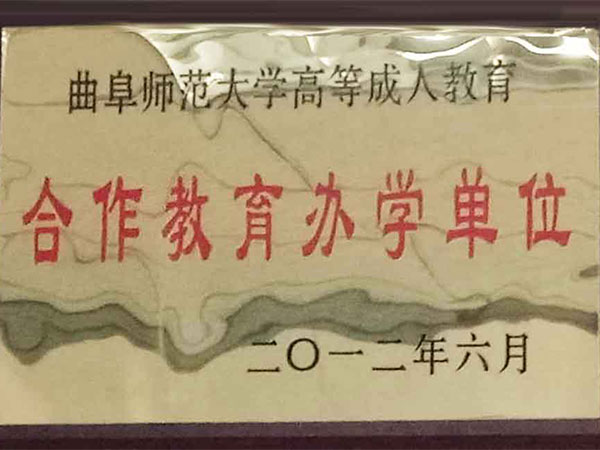 曲阜师范大学高等成人教育
合作教育办学单位
二〇一二年六月